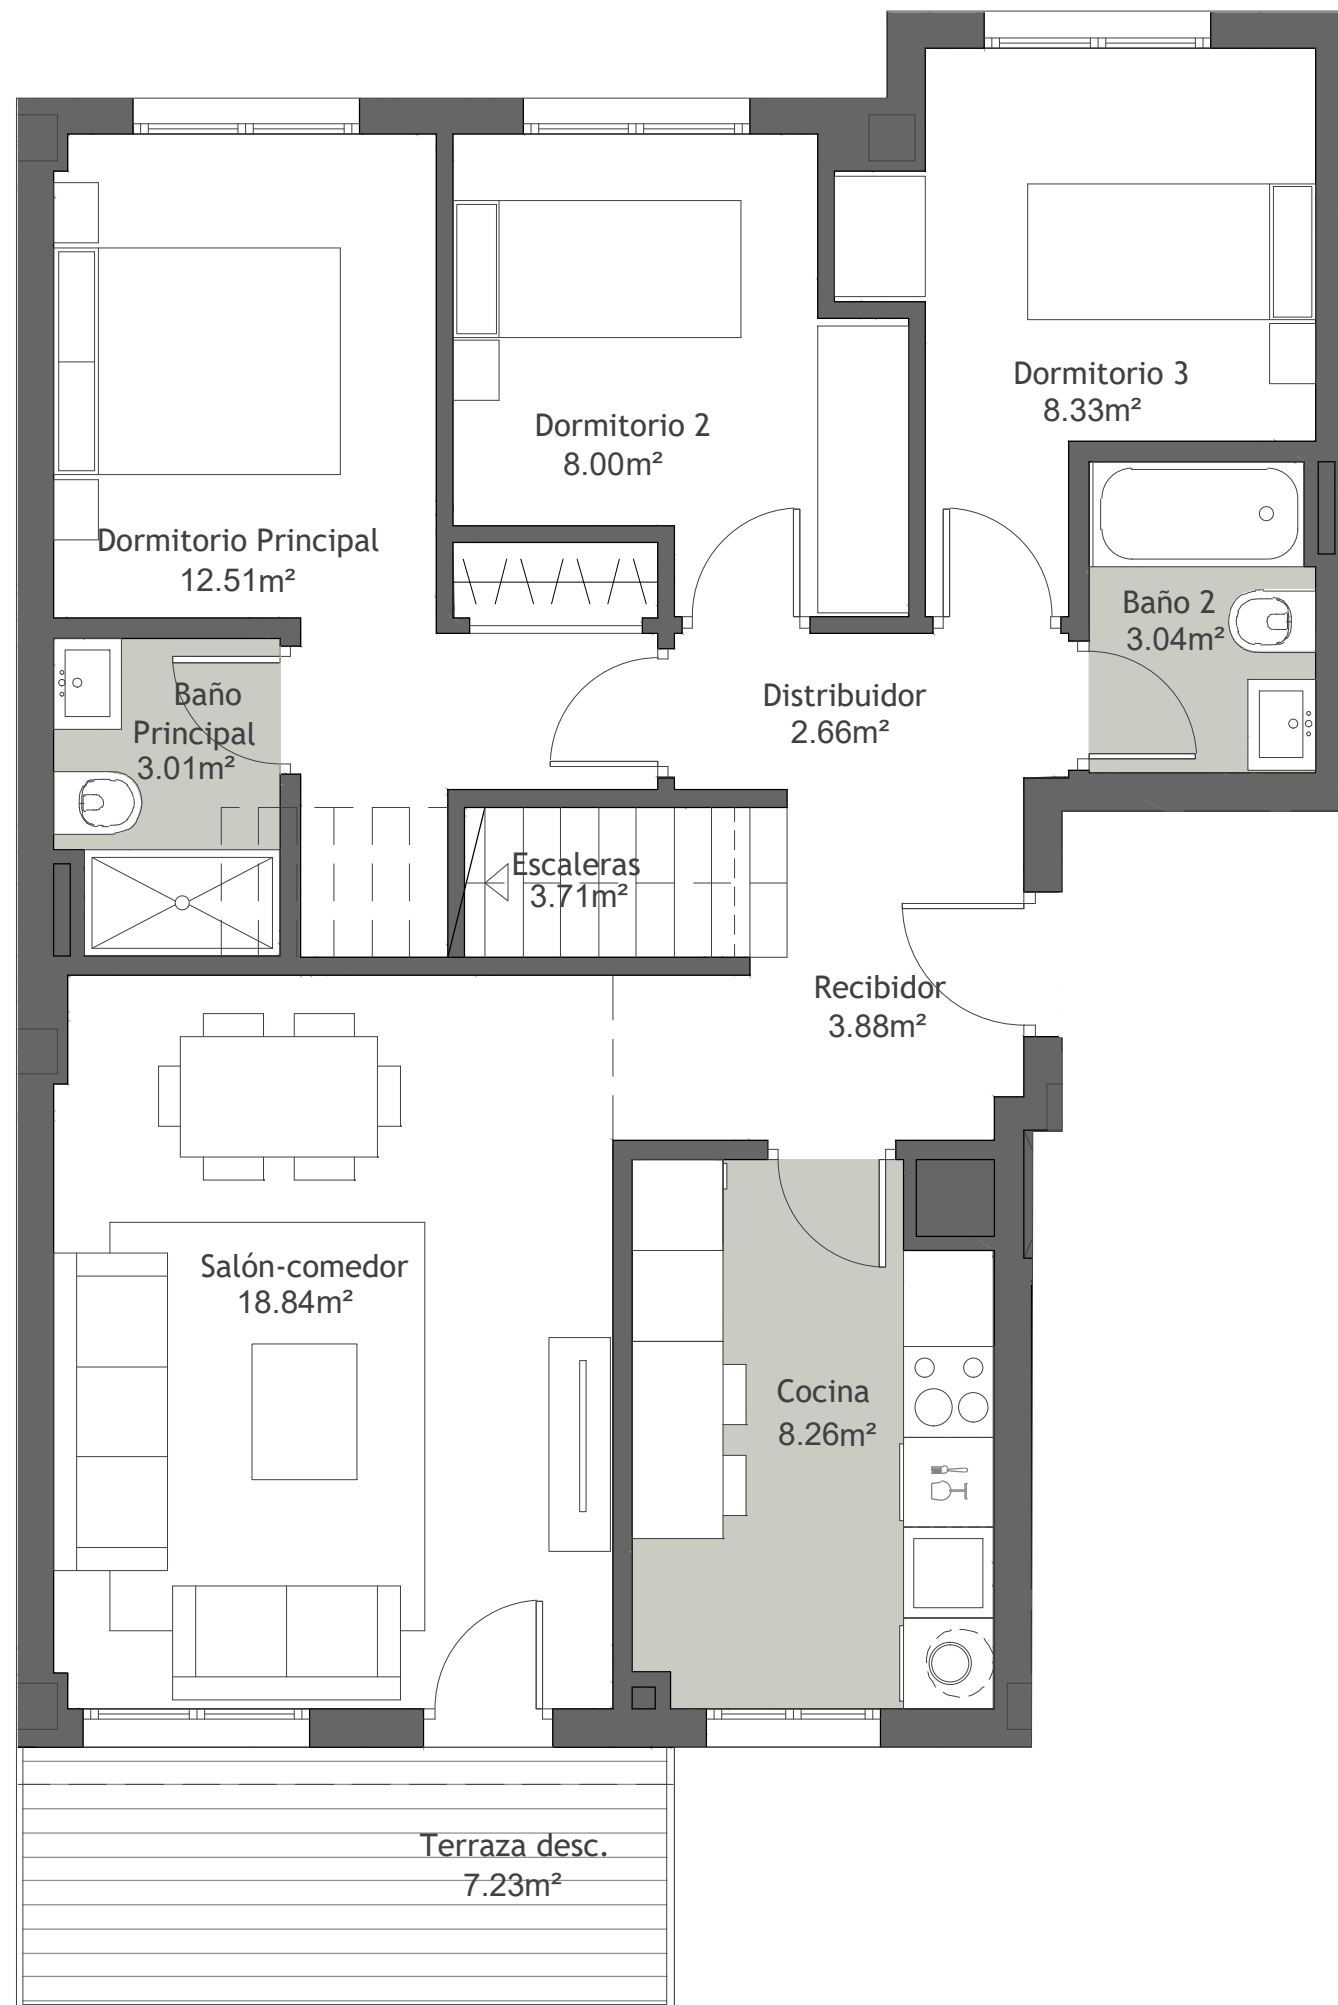 Dormitorio 3
8.33m²
Dormitorio 2
8.00m²
Dormitorio Principal
12.51m²
Baño 2
3.04m²
Baño
Principal
3.01m²
Distribuidor
2.66m²
Escaleras
3.71m²
Recibidor
3.88m²
Salón-comedor
18.84m²
Cocina
8.26m²
Terraza desc.
7.23m²